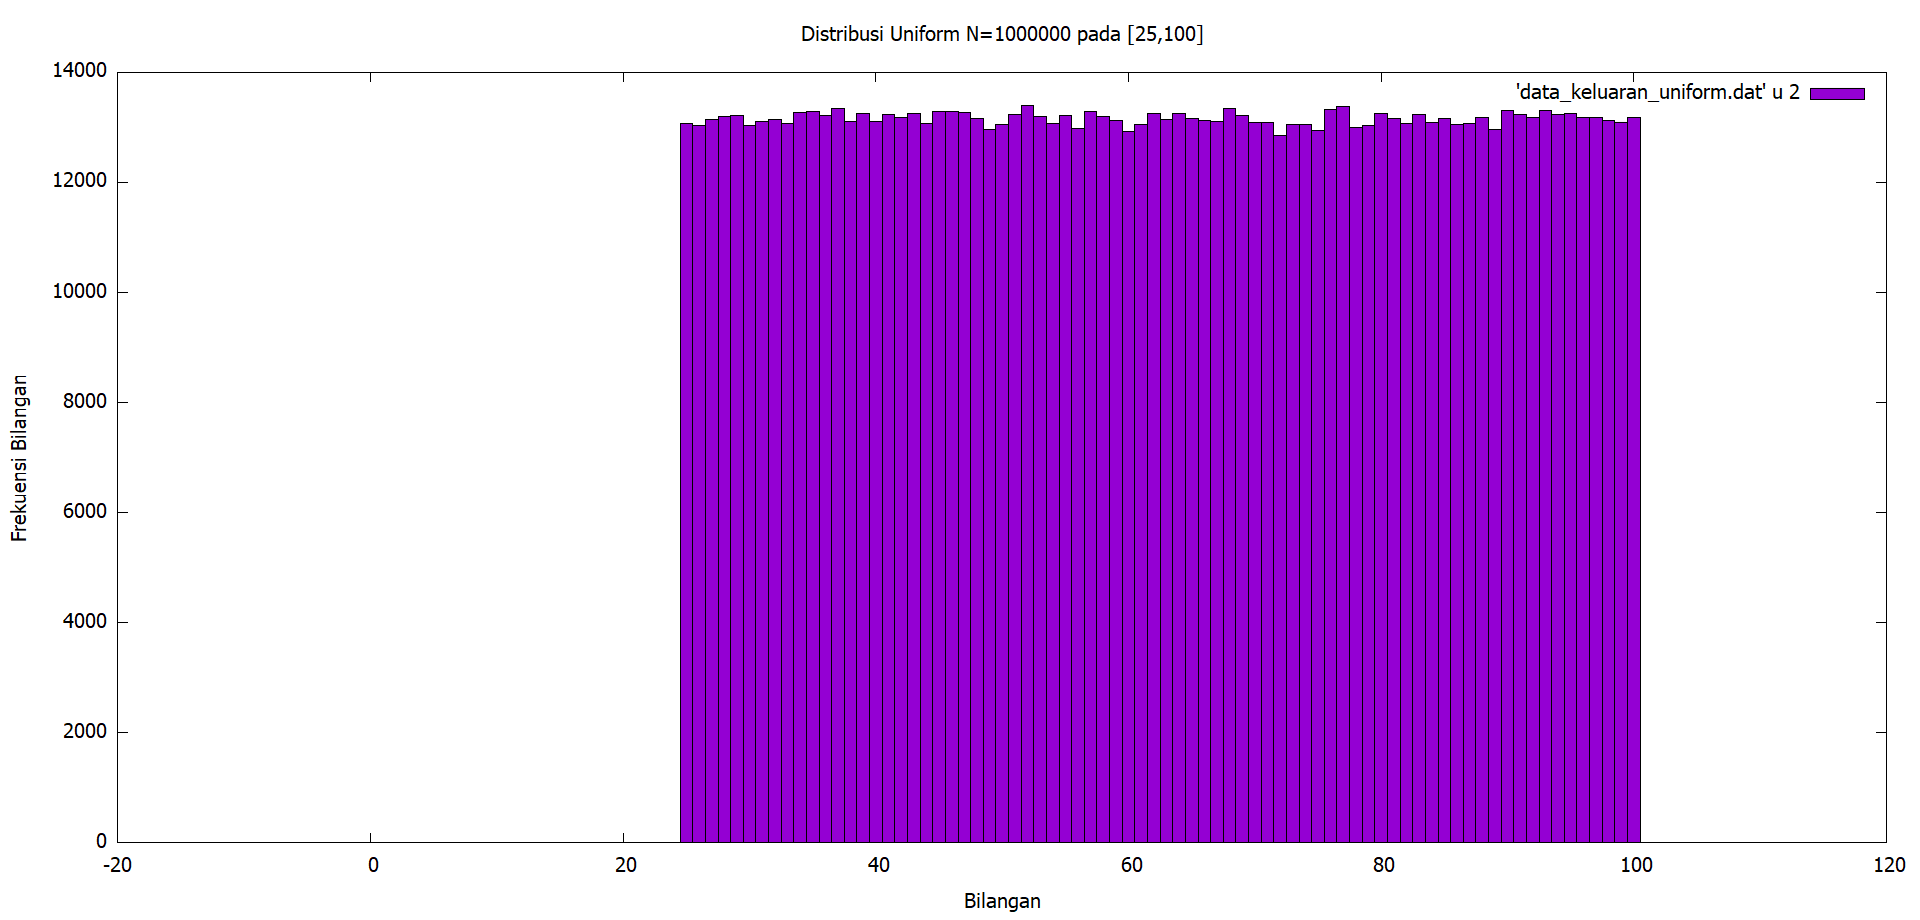 Distribusi Uniform N=1000000 pada [25,100]
'data_keluaran_uniform.dat' u 2
14000
12000
10000
8000
6000
4000
2000
0
Frekuensi Bilangan
-20 0 20 40 60 80 100 120
Bilangan